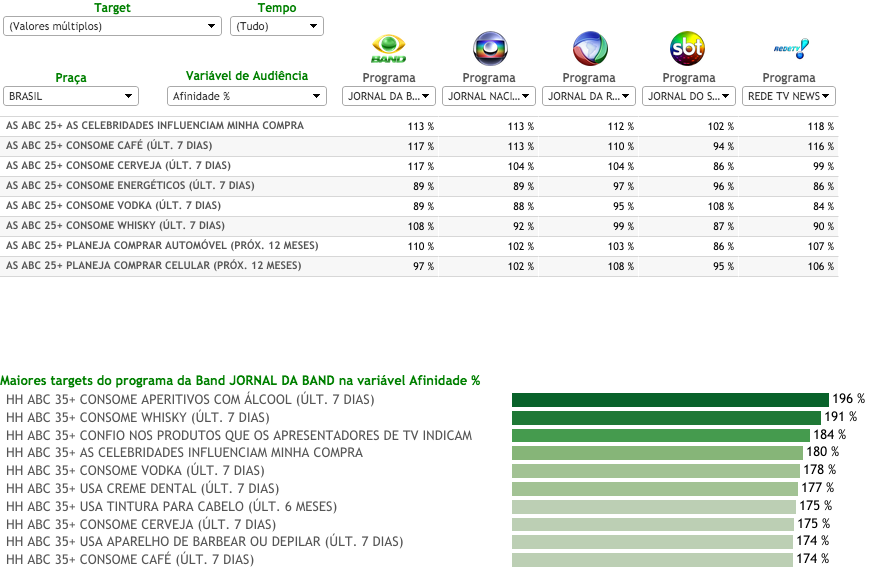 Target Tempo
(Valores múltiplos) (Tudo)
BAND sbt REDETV!
Praça Variável de Audiência Programa Programa Programa Programa Programa
BRASIL Afinidade % JORNAL DA B... JORNAL NACI... JORNAL DA R... JORNAL DO S... REDE TV NEWS
AS ABC 25+ AS CELEBRIDADES INFLUENCIAM MINHA COMPRA 113 % 113 % 112 % 102 % 118 %
AS ABC 25+ CONSOME CAFÉ (ÚLT. 7 DIAS) 117 % 113 % 110 % 94 % 116 %
AS ABC 25+ CONSOME CERVEJA (ÚLT. 7 DIAS) 117 % 104 % 104 % 86 % 99 %
AS ABC 25+ CONSOME ENERGÉTICOS (ÚLT. 7 DIAS) 89 % 89 % 97 % 96 % 86 %
AS ABC 25+ CONSOME VODKA (ÚLT. 7 DIAS) 89 % 88 % 95 % 108 % 84 %
AS ABC 25+ CONSOME WHISKY (ÚLT. 7 DIAS) 108 % 92 % 99 % 87 % 90 %
AS ABC 25+ PLANEJA COMPRAR AUTOMÓVEL (PRÓX. 12 MESES) 110 % 102 % 103 % 86 % 107 %
AS ABC 25+ PLANEJA COMPRAR CELULAR (PRÓX. 12 MESES) 97 % 102 % 108 % 95 % 106 %
Maiores targets do programa da Band JORNAL DA BAND na variável Afinidade %
HH ABC 35+ CONSOME APERITIVOS COM ÁLCOOL (ÚLT. 7 DIAS) 196 %
HH ABC 35+ CONSOME WHISKY (ÚLT. 7 DIAS) 191 %
HH ABC 35+ CONFIO NOS PRODUTOS QUE OS APRESENTADORES DE TV INDICAM 184 %
HH ABC 35+ AS CELEBRIDADES INFLUENCIAM MINHA COMPRA 180 %
HH ABC 35+ CONSOME VODKA (ÚLT. 7 DIAS) 178 %
HH ABC 35+ USA CREME DENTAL (ÚLT. 7 DIAS) 177 %
HH ABC 35+ USA TINTURA PARA CABELO (ÚLT. 6 MESES) 175 %
HH ABC 35+ CONSOME CERVEJA (ÚLT. 7 DIAS) 175 %
HH ABC 35+ USA APARELHO DE BARBEAR OU DEPILAR (ÚLT. 7 DIAS) 174 %
HH ABC 35+ CONSOME CAFÉ (ÚLT. 7 DIAS) 174 %